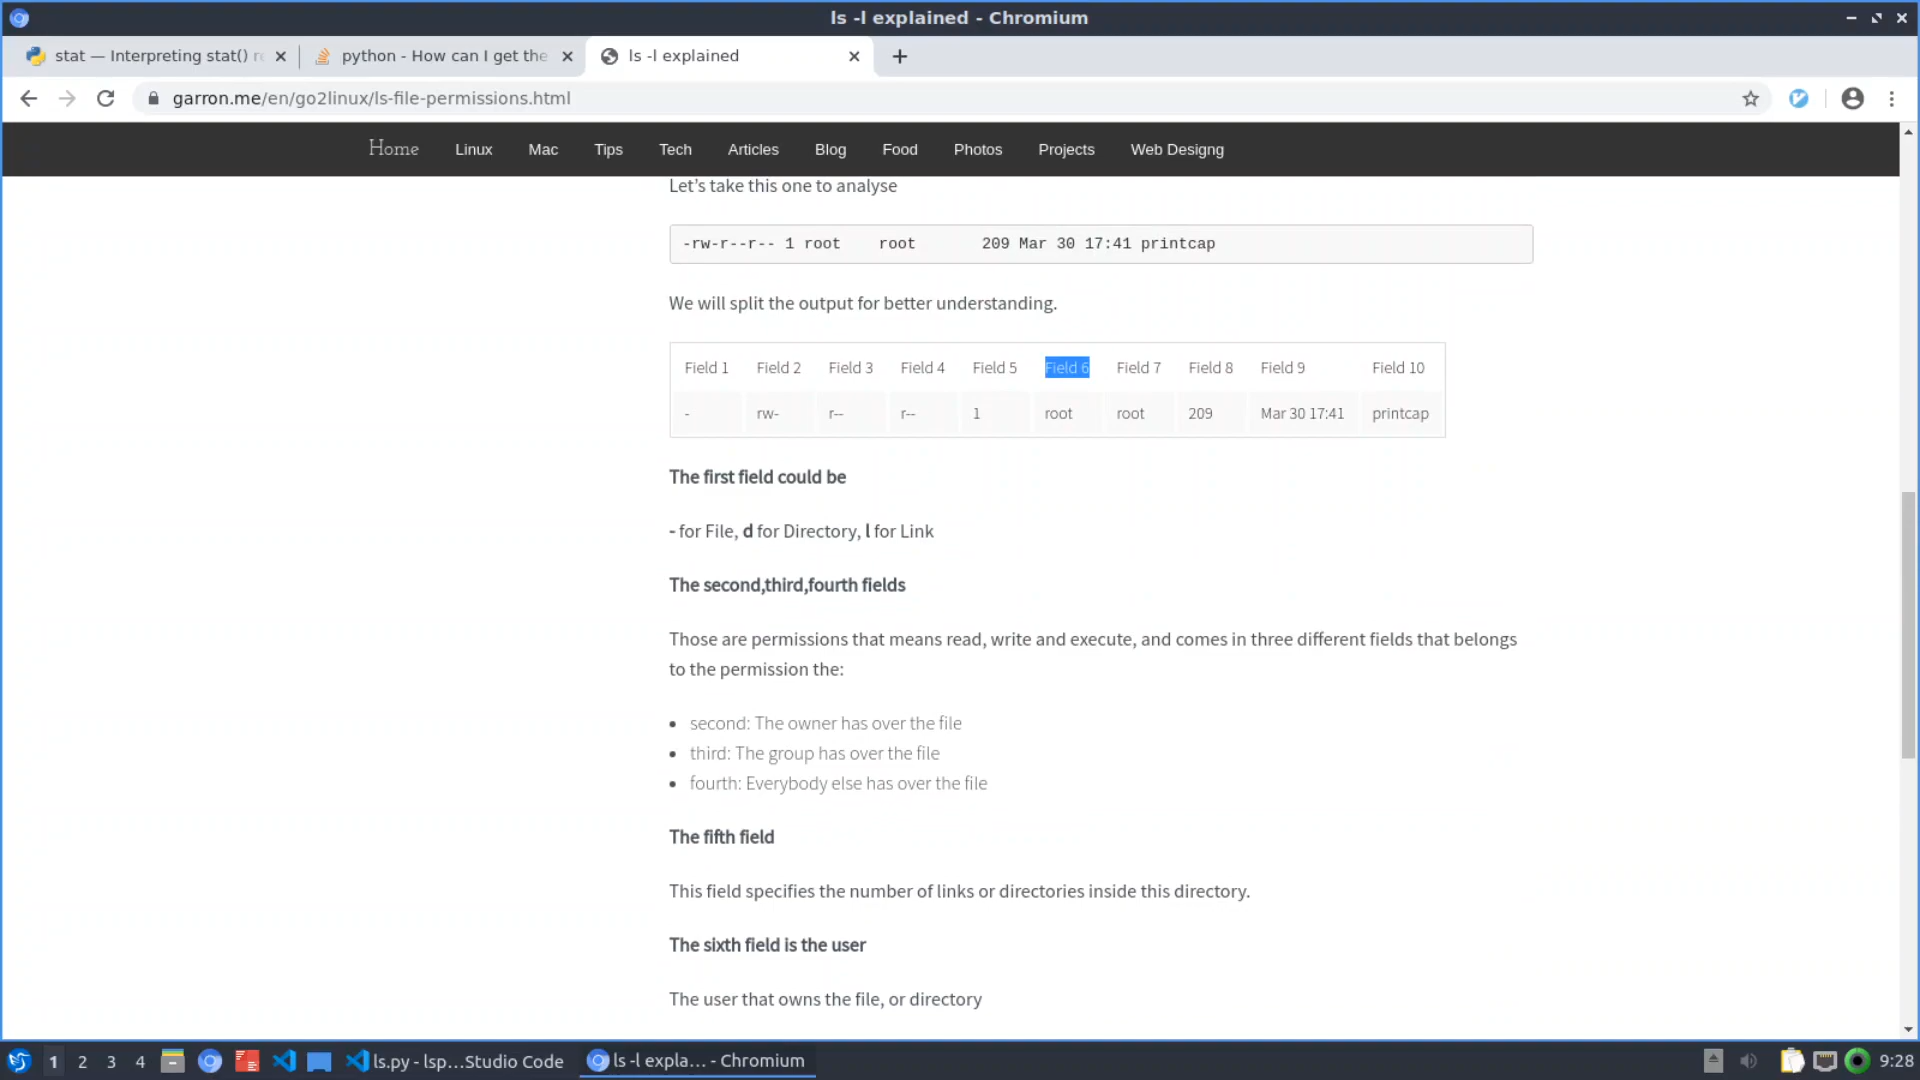 ls -l explained - Chromium
stat — Interpreting stat() r
python - How can I get the
ls -l explained
garron.me/en/go2linux/ls-file-permissions.html
Home Linux Mac Tips Tech Articles Blog Food Photos Projects Web Designg
Let's take this one to analyse
-rw-r--r-- 1 root root 209 Mar 30 17:41 printcap
We will split the output for better understanding.
Field 1 Field 2 Field 3 Field 4 Field 5 Field 6 Field 7 Field 8 Field 9 Field 10
- rw- r-- r-- 1 root root 209 Mar 30 17:41 printcap
The first field could be
- for File, d for Directory, l for Link
The second,third,fourth fields
Those are permissions that means read, write and execute, and comes in three different fields that belongs
to the permission the:
• second: The owner has over the file
• third: The group has over the file
• fourth: Everybody else has over the file
The fifth field
This field specifies the number of links or directories inside this directory.
The sixth field is the user
The user that owns the file, or directory
1 2 3 4 ls.py - lsp...Studio Code ls -l expla... - Chromium 9:28